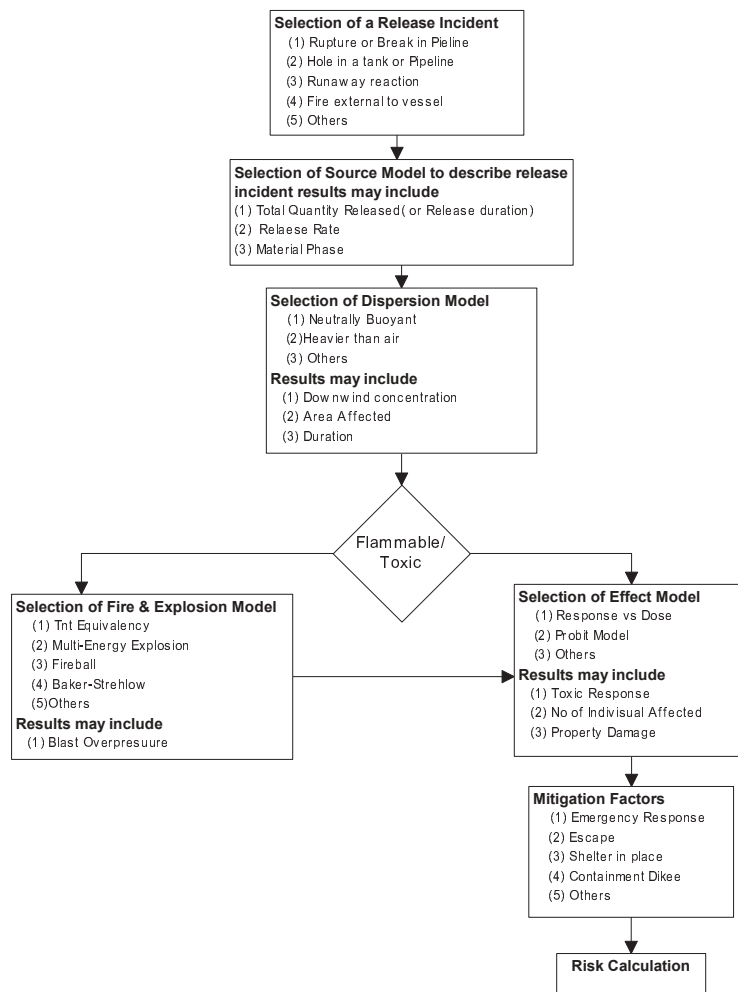 Selection of a Release Incident
(1) Rupture or Break in Pieline
(2) Hole in a tank or Pipeline
(3) Runaway reaction
(4) Fire external to vessel
(5) Others
Selection of Source Model to describe release
incident results may include
(1) Total Quantity Released( or Release duration)
(2) Relaese Rate
(3) Material Phase
Selection of Dispersion Model
(1) Neutrally Buoyant
(2)Heavier than air
(3) Others
Results may include
(1) Downwind concentration
(2) Area Affected
(3) Duration
Flammable/
Toxic
Selection of Fire & Explosion Model
(1) Tnt Equivalency
(2) Multi-Energy Explosion
(3) Fireball
(4) Baker-Strehlow
(5)Others
Results may include
(1) Blast Overpresuure
Selection of Effect Model
(1) Response vs Dose
(2) Probit Model
(3) Others
Results may include
(1) Toxic Response
(2) No of Indivisual Affected
(3) Property Damage
Mitigation Factors
(1) Emergency Response
(2) Escape
(3) Shelter in place
(4) Containment Dikee
(5) Others
Risk Calculation